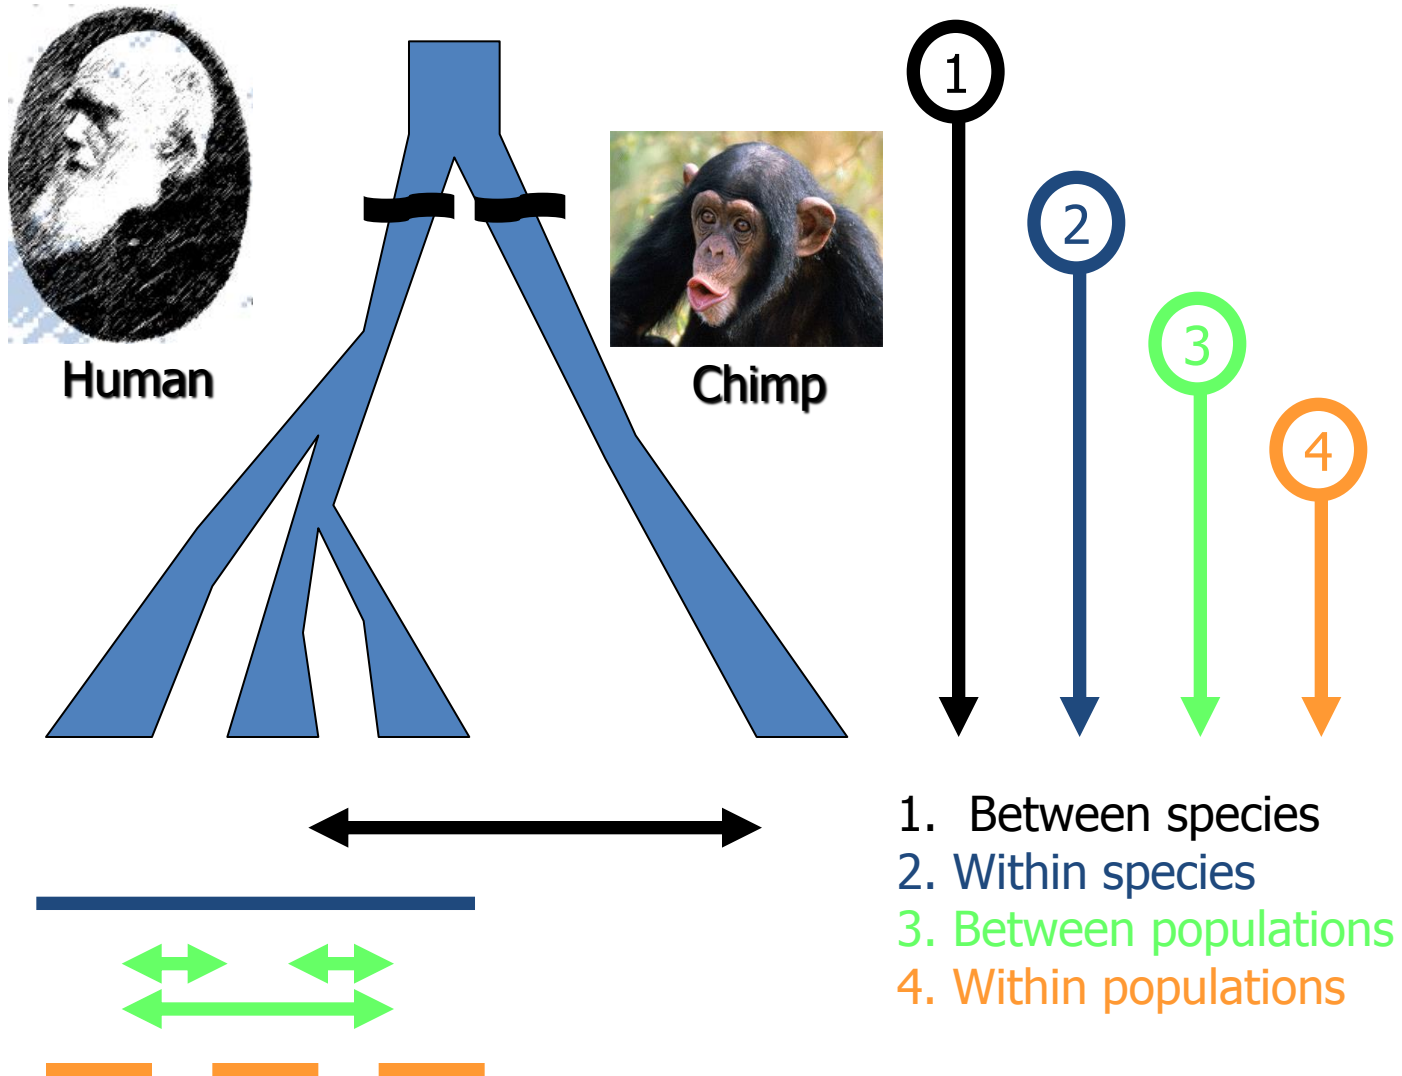 Human
Chimp
1
2
3
4
1. Between species
2. Within species
3. Between populations
4. Within populations